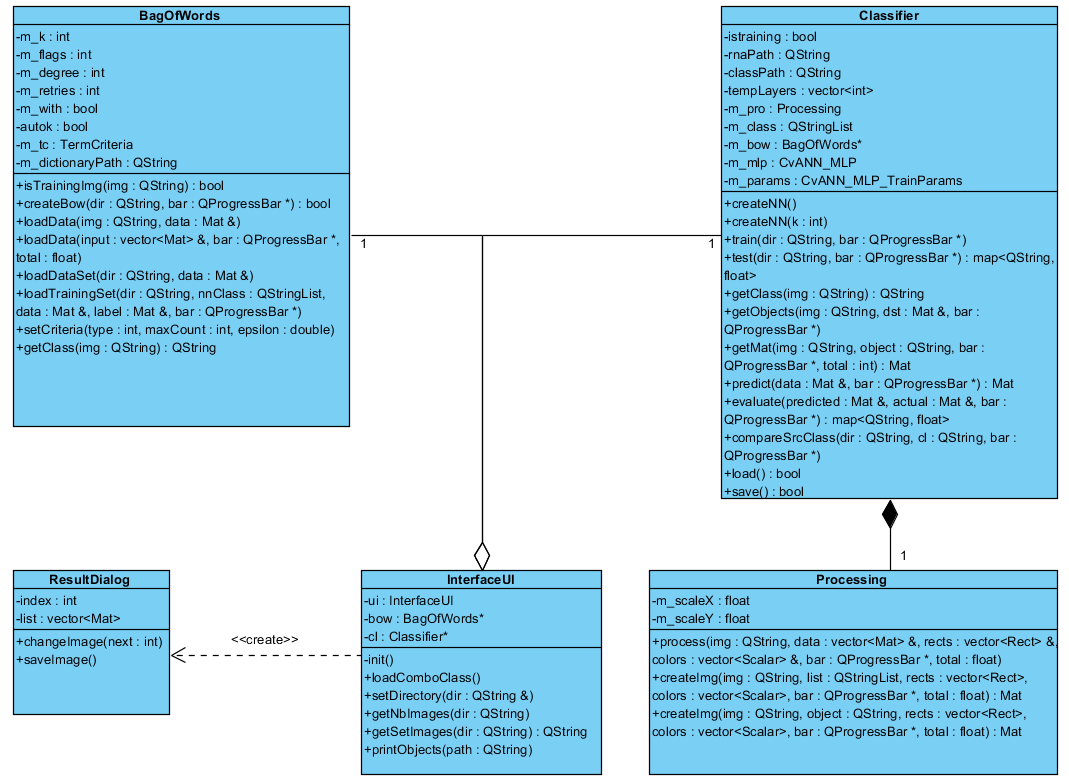 BagOfWords
-m_k : int
-m_flags : int
-m_degree : int
-m_retries : int
-m_with : bool
-autok : bool
-m_tc : TermCriteria
-m_dictionaryPath : QString
+isTrainingImg(img : QString) : bool
+createBow(dir : QString, bar : QProgressBar *) : bool
+loadData(img : QString, data : Mat &)
+loadData(input : vector<Mat> &, bar : QProgressBar *,
total : float)
+loadDataSet(dir : QString, data : Mat &)
+loadTrainingSet(dir : QString, nnClass : QStringList,
data : Mat &, label : Mat &, bar : QProgressBar *)
+setCriteria(type : int, maxCount : int, epsilon : double)
+getClass(img : QString) : QString
1
1
Classifier
-istraining : bool
-rnaPath : QString
-classPath : QString
-tempLayers : vector<int>
-m_pro : Processing
-m_class : QStringList
-m_bow : BagOfWords*
-m_mlp : CvANN_MLP
-m_params : CvANN_MLP_TrainParams
+createNN()
+createNN(k : int)
+train(dir : QString, bar : QProgressBar *)
+test(dir : QString, bar : QProgressBar *) : map<QString,
float>
+getClass(img : QString) : QString
+getObjects(img : QString, dst : Mat &, bar :
QProgressBar *)
+getMat(img : QString, object : QString, bar :
QProgressBar *, total : int) : Mat
+predict(data : Mat &, bar : QProgressBar *) : Mat
+evaluate(predicted : Mat &, actual : Mat &, bar :
QProgressBar *) : map<QString, float>
+compareSrcClass(dir : QString, cl : QString, bar :
QProgressBar *)
+load() : bool
+save() : bool
1
ResultDialog
-index : int
-list : vector<Mat>
+changeImage(next : int)
+saveImage()
<<create>>
InterfaceUI
-ui : InterfaceUI
-bow : BagOfWords*
-cl : Classifier*
-init()
+loadComboClass()
+setDirectory(dir : QString &)
+getNbImages(dir : QString)
+getSetImages(dir : QString) : QString
+printObjects(path : QString)
Processing
-m_scaleX : float
-m_scaleY : float
+process(img : QString, data : vector<Mat> &, rects : vector<Rect> &,
colors : vector<Scalar> &, bar : QProgressBar *, total : float)
+createImg(img : QString, list : QStringList, rects : vector<Rect>,
colors : vector<Scalar>, bar : QProgressBar *, total : float) : Mat
+createImg(img : QString, object : QString, rects : vector<Rect>,
colors : vector<Scalar>, bar : QProgressBar *, total : float) : Mat